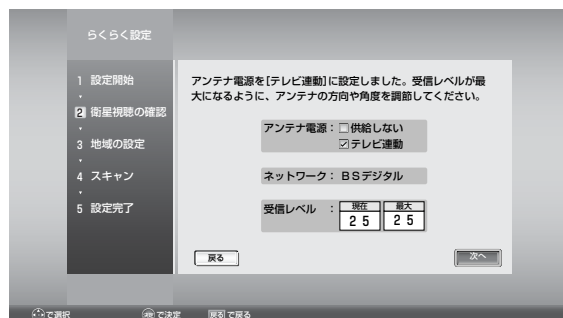 らくらく設定
1 設定開始
2 衛星視聴の確認
3 地域の設定
4 スキャン
5 設定完了
アンテナ電源を[テレビ連動]に設定しました。受信レベルが最
大になるように、アンテナの方向や角度を調節してください。
アンテナ電源:□供給しない
☑テレビ連動
ネットワーク:BSデジタル
受信レベル : 現在 最大
25 25
戻る 次へ
で選択 決定 で決定 戻る で戻る